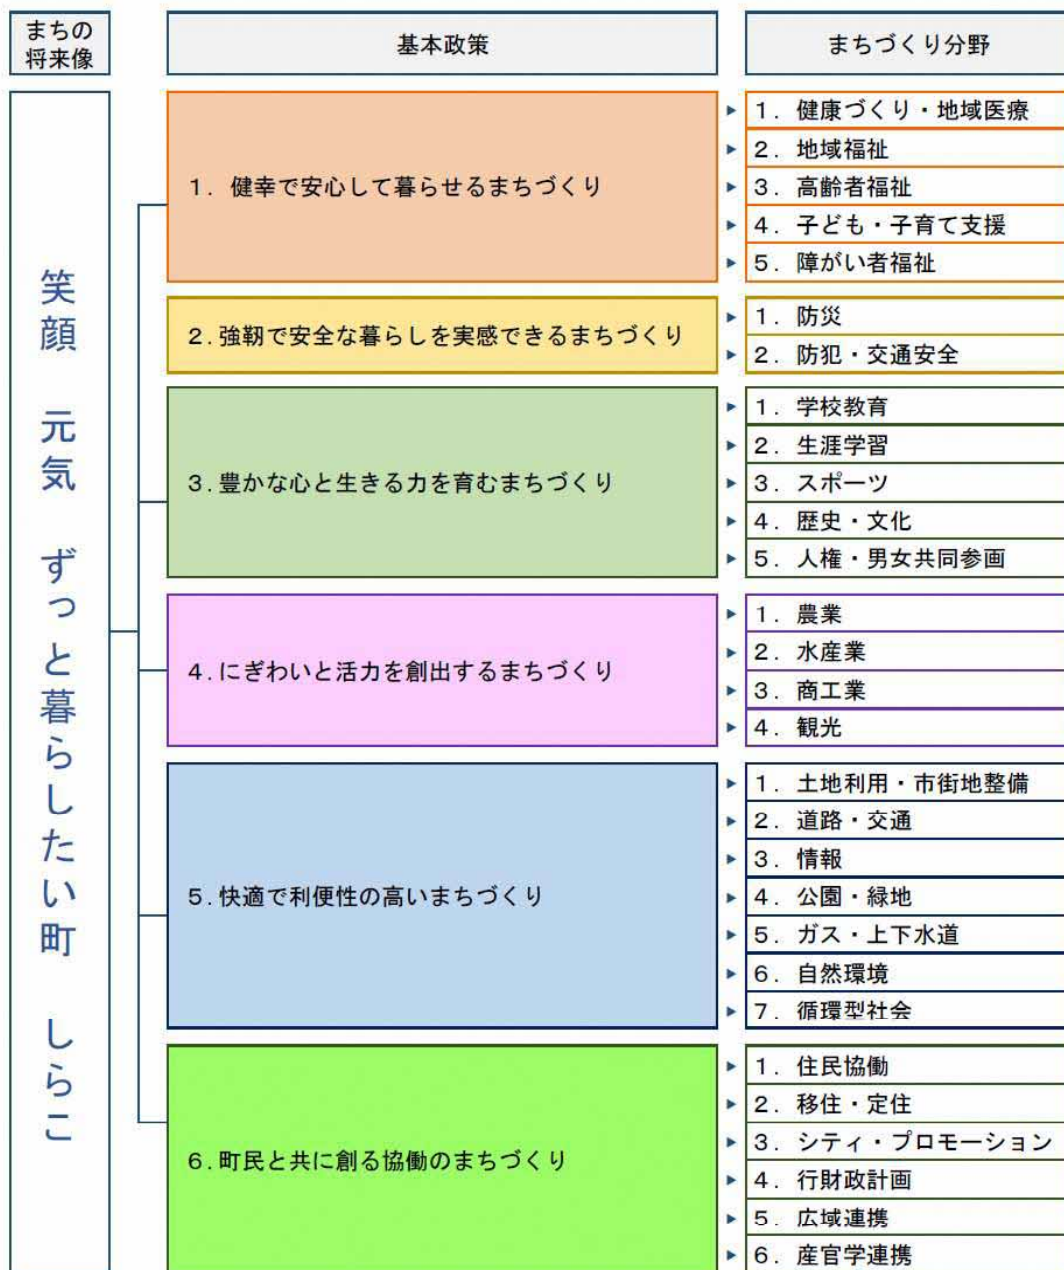 まちの
将来像
基本政策
まちづくり分野
笑顔 元気 ずっと暮らしたい町 しらこ
1. 健幸で安心して暮らせるまちづくり
1. 健康づくり・地域医療
2. 地域福祉
3. 高齢者福祉
4. 子ども・子育て支援
5. 障がい者福祉
2.強靭で安全な暮らしを実感できるまちづくり
1. 防災
2. 防犯・交通安全
3.豊かな心と生きる力を育むまちづくり
1. 学校教育
2. 生涯学習
3. スポーツ
4. 歴史・文化
5. 人権・男女共同参画
4.にぎわいと活力を創出するまちづくり
1. 農業
2. 水産業
3. 商工業
4. 観光
5.快適で利便性の高いまちづくり
1. 土地利用・市街地整備
2. 道路・交通
3. 情報
4. 公園・緑地
5. ガス・上下水道
6. 自然環境
7. 循環型社会
6.町民と共に創る協働のまちづくり
1. 住民協働
2. 移住・定住
3. シティ・プロモーション
4. 行財政計画
5. 広域連携
6. 産官学連携